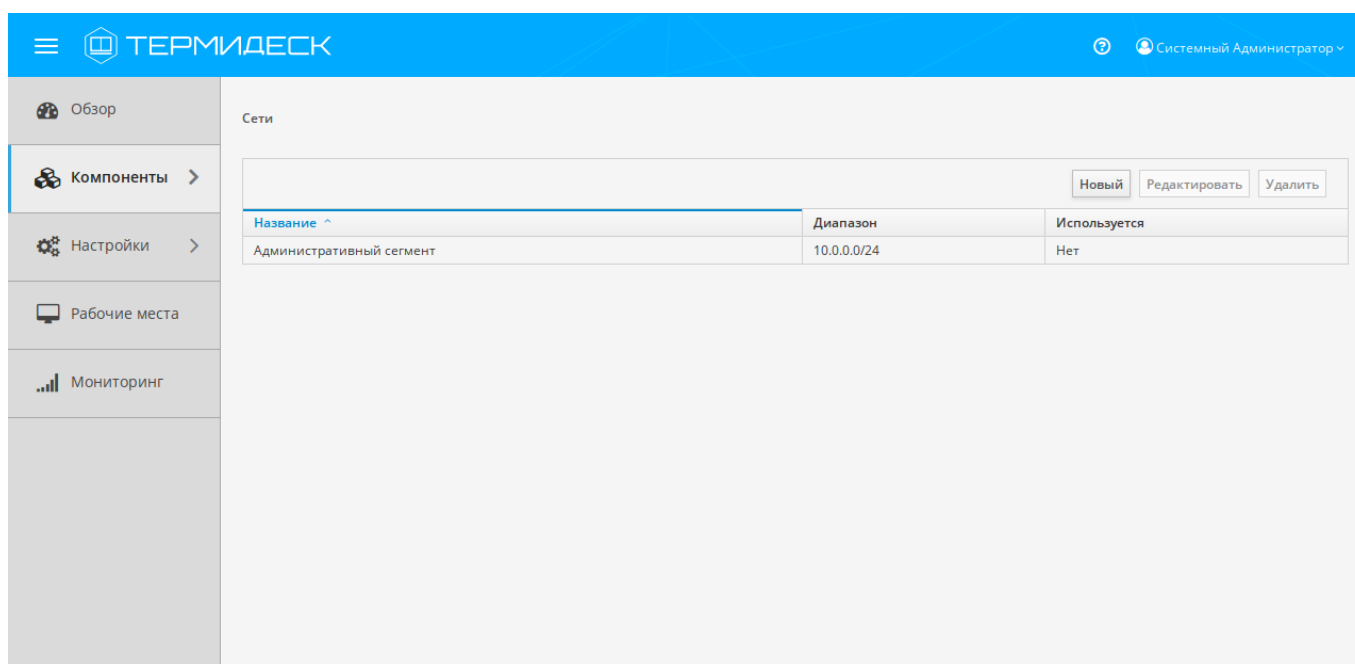 ТЕРМИДЕСК
Системный Администратор
Обзор
Компоненты
Настройки
Рабочие места
Мониторинг
Сети
Новый Редактировать Удалить
Название Диапазон Используется
Административный сегмент 10.0.0.0/24 Нет